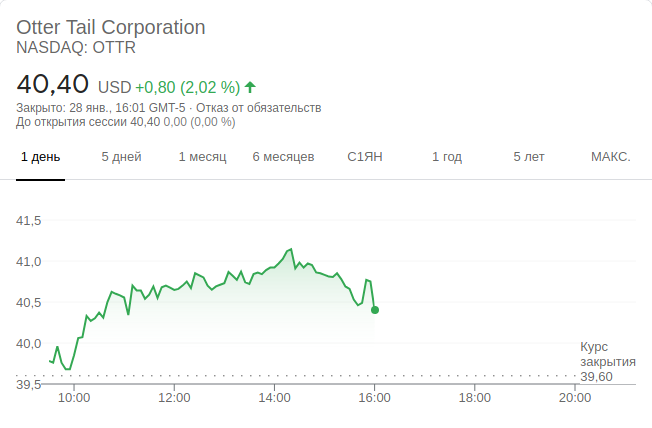 Otter Tail Corporation
NASDAQ: OTTR
40,40 USD +0,80 (2,02 %)
Закрыто: 28 янв., 16:01 GMT-5 · Отказ от обязательств
До открытия сессии 40,40 0,00 (0,00 %)
1 день 5 дней 1 месяц 6 месяцев С1ЯН 1 год 5 лет МАКС.
41,5
41,0
40,5
40,0
39,5
Курс
закрытия
39,60
10:00 12:00 14:00 16:00 18:00 20:00